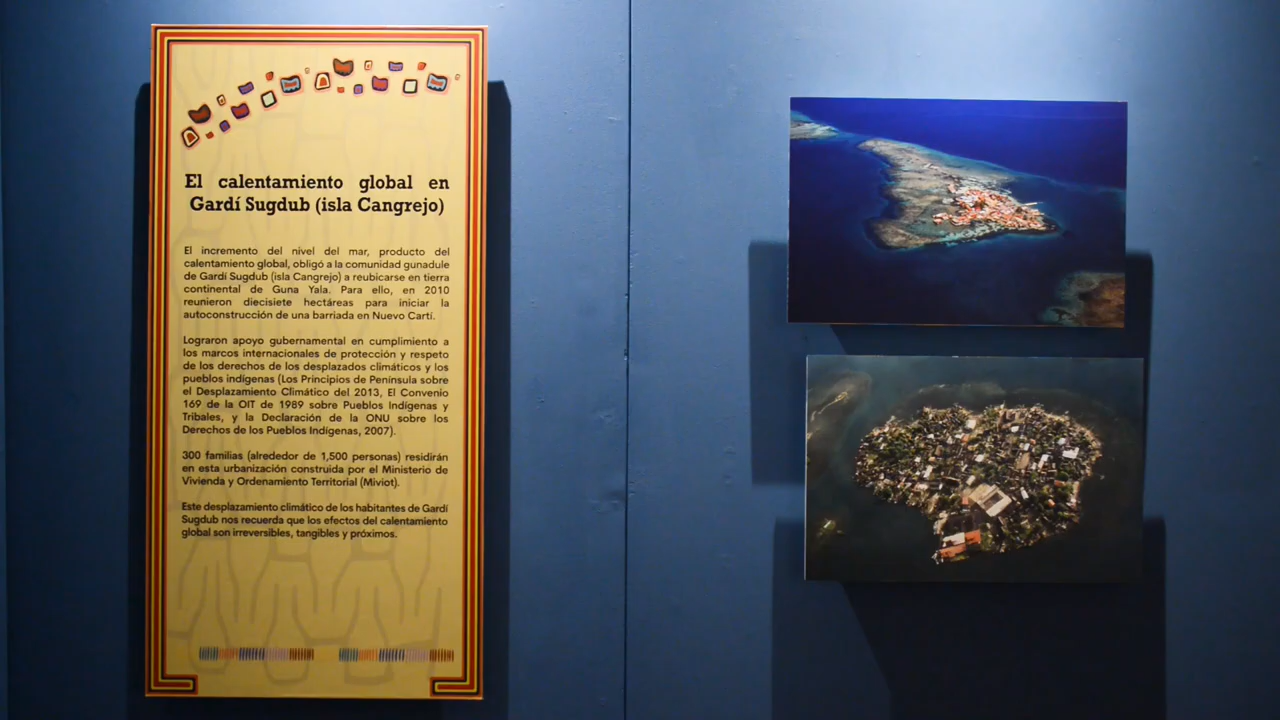 El calentamiento global en
Gardí Sugdub (isla Cangrejo)
El incremento del nivel del mar, producto del
calentamiento global, obligó a la comunidad gunadule
de Gardí Sugdub (isla Cangrejo) a reubicarse en tierra
continental de Guna Yala. Para ello, en 2010
reunieron diecisiete hectáreas para iniciar la
autoconstrucción de una barriada en Nuevo Cartí.
Lograron apoyo gubernamental en cumplimiento a
los marcos internacionales de protección y respeto
de los derechos de los desplazados climáticos y los
pueblos indígenas (Los Principios de Península sobre
el Desplazamiento Climático del 2013, El Convenio
169 de la OIT de 1989 sobre Pueblos Indígenas y
Tribales, y la Declaración de la ONU sobre los
Derechos de los Pueblos Indígenas, 2007).
300 familias (alrededor de 1,500 personas) residirán
en esta urbanización construida por el Ministerio de
Vivienda y Ordenamiento Territorial (Miviot).
Este desplazamiento climático de los habitantes de Gardí
Sugdub nos recuerda que los efectos del calentamiento
global son irreversibles, tangibles y próximos.